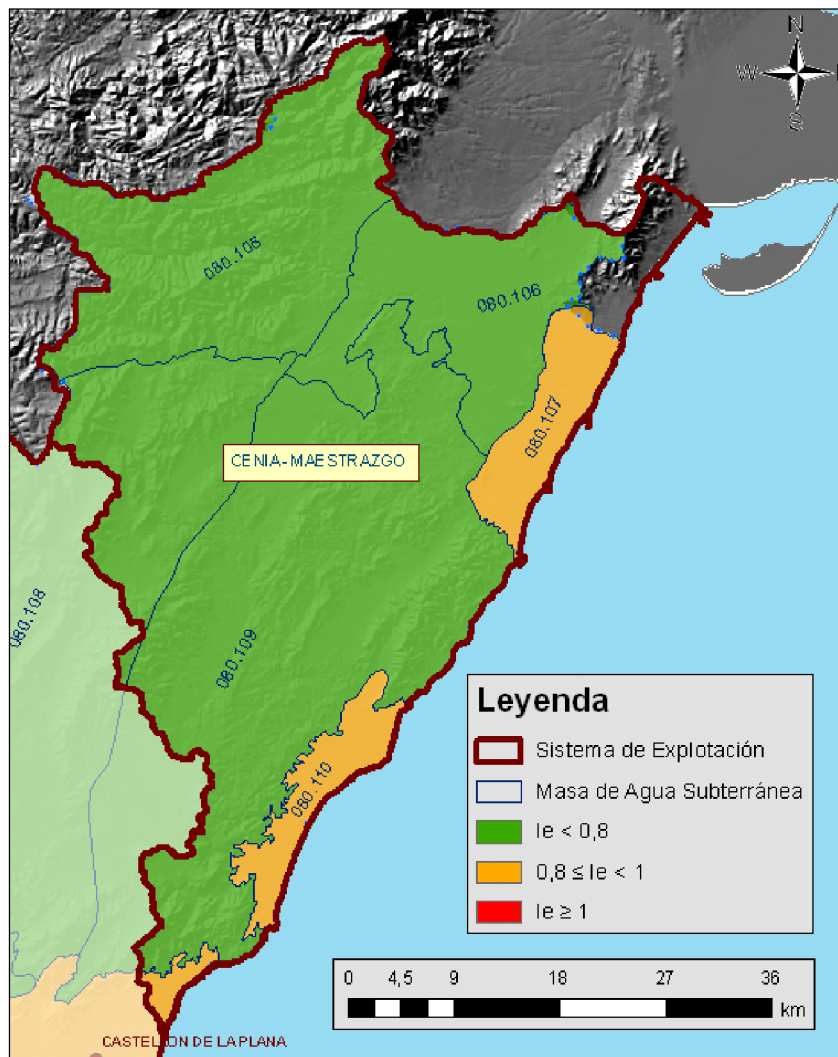 N
W
S
080.105
080.106
080.107
CENIA-MAESTRAZGO
080.108
080.109
080.110
Leyenda
Sistema de Explotación
Masa de Agua Subterránea
Ie < 0,8
0,8 ≤ Ie < 1
Ie ≥ 1
0 4,5 9 18 27 36
km
CASTELLON DE LA PLANA